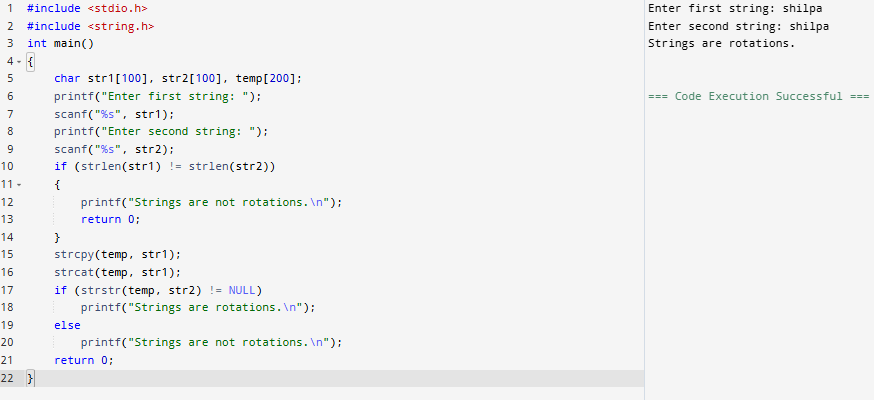 1 #include <stdio.h>
2 #include <string.h>
3 int main()
4 {
5     char str1[100], str2[100], temp[200];
6     printf("Enter first string: ");
7     scanf("%s", str1);
8     printf("Enter second string: ");
9     scanf("%s", str2);
10     if (strlen(str1) != strlen(str2))
11     {
12         printf("Strings are not rotations.\n");
13         return 0;
14     }
15     strcpy(temp, str1);
16     strcat(temp, str1);
17     if (strstr(temp, str2) != NULL)
18         printf("Strings are rotations.\n");
19     else
20         printf("Strings are not rotations.\n");
21     return 0;
22 }
Enter first string: shilpa
Enter second string: shilpa
Strings are rotations.
=== Code Execution Successful ===